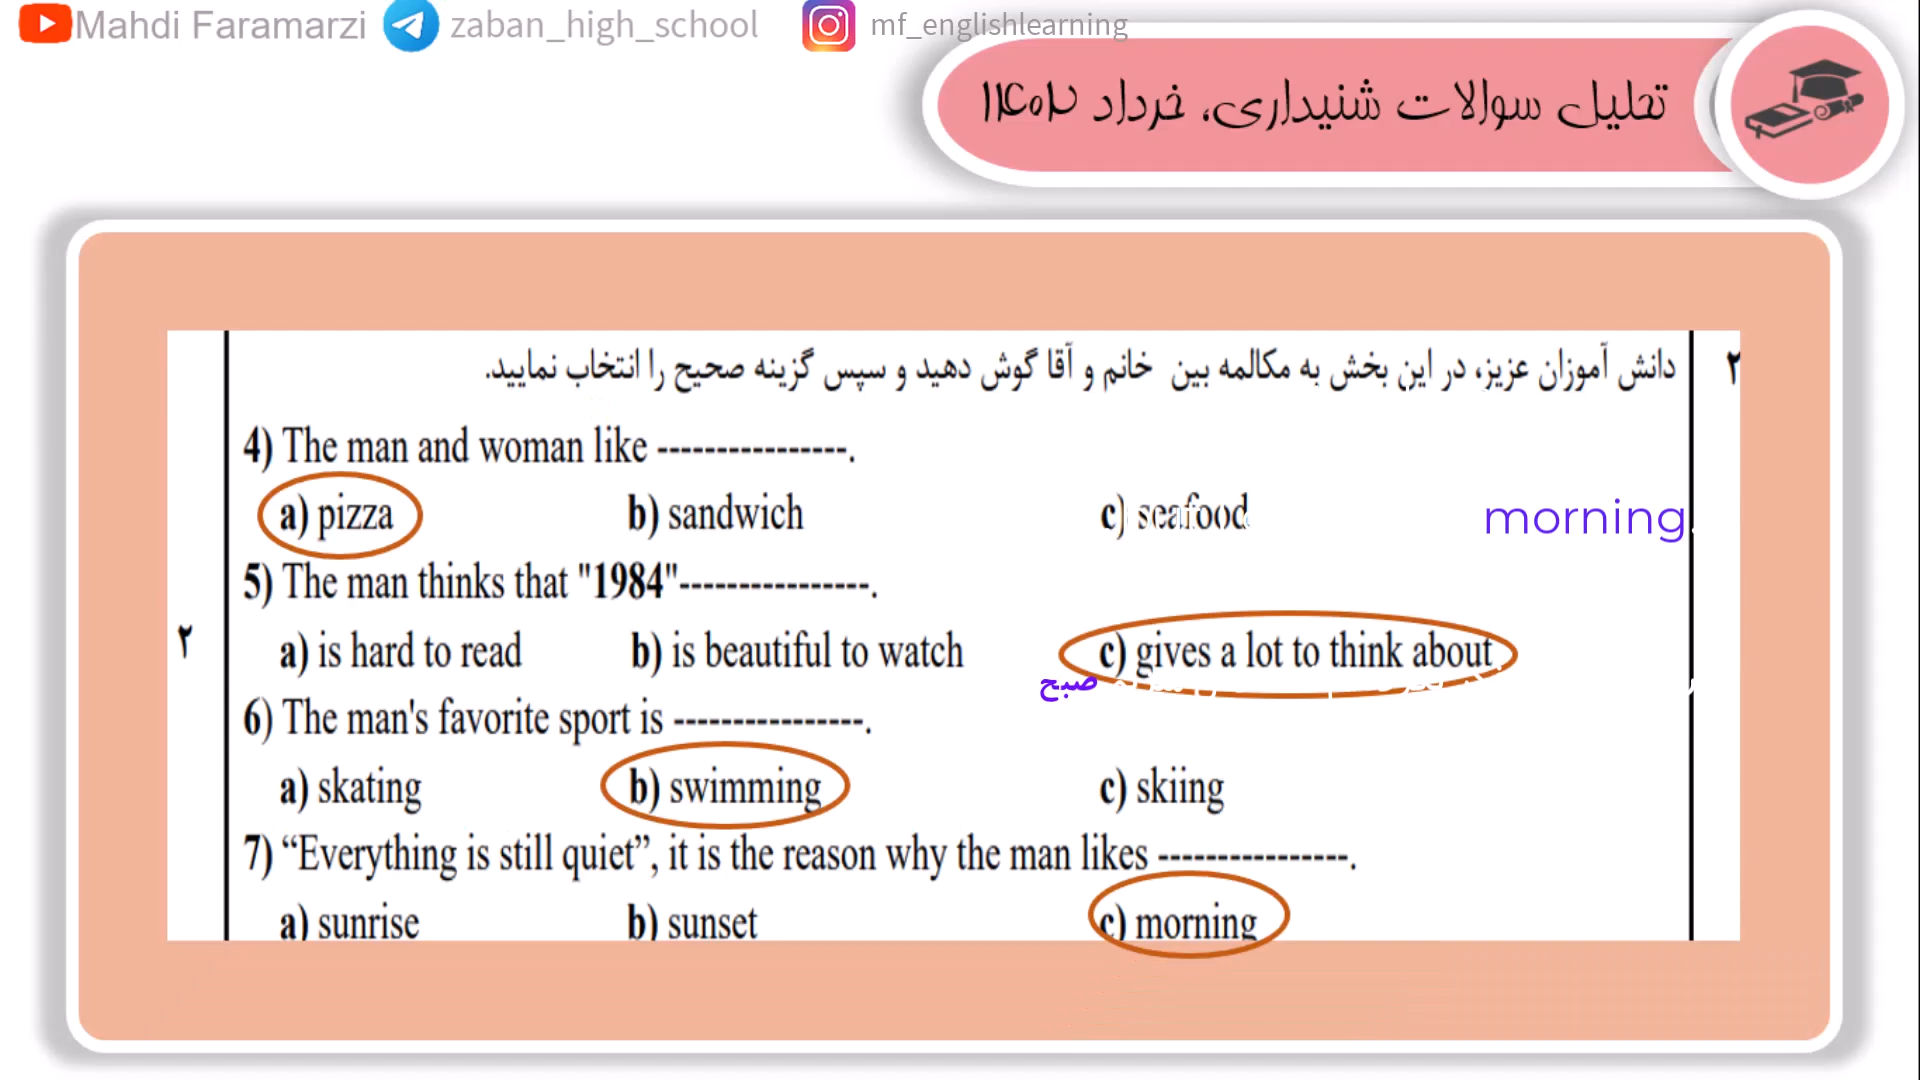 Mahdi Faramarzi zaban_high_school mf_englishlearning
تحلیل سوالات شنیداری، خرداد ۱۴۰۳
دانش آموزان عزیز، در این بخش به مکالمه بین خانم و آقا گوش دهید و سپس گزینه صحیح را انتخاب نمایید.
۲
4) The man and woman like ----------------.
a) pizza b) sandwich c) seafood
morning.
5) The man thinks that "1984"----------------.
۲
a) is hard to read b) is beautiful to watch c) gives a lot to think about
صبح
6) The man's favorite sport is ----------------.
a) skating b) swimming c) skiing
7) “Everything is still quiet”, it is the reason why the man likes ----------------.
a) sunrise b) sunset c) morning